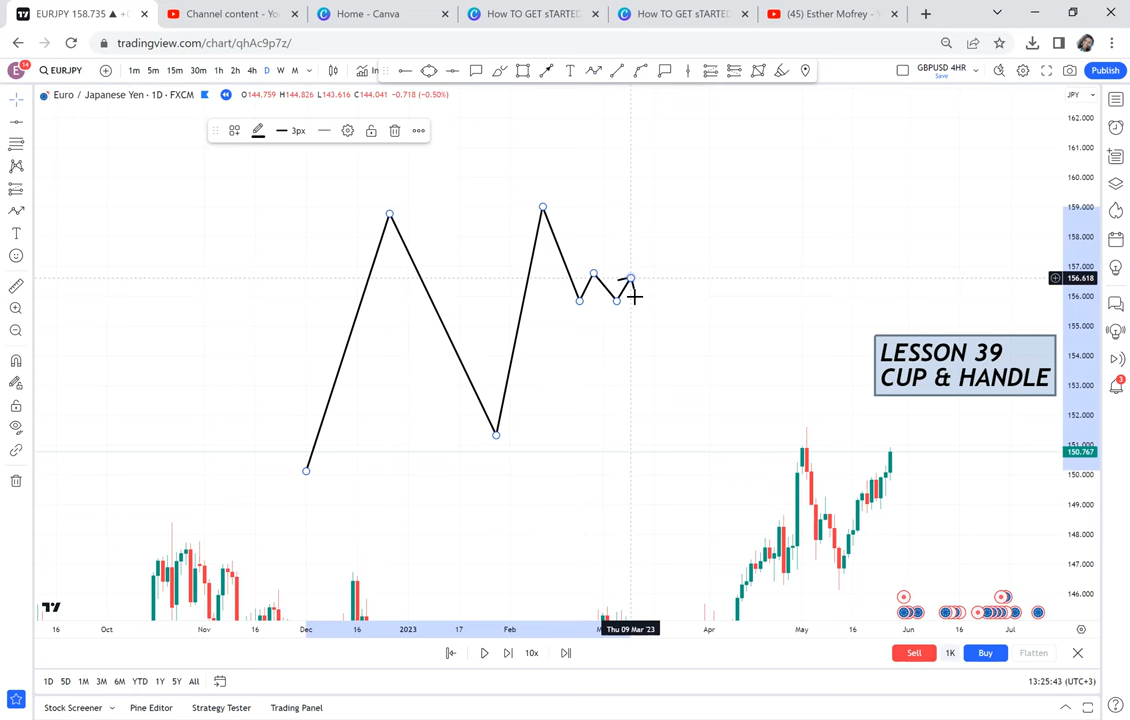 EURJPY 158.735 ▲
Channel content - Yo
Home - Canva
How TO GET sTARTED
How TO GET sTARTED
(45) Esther Mofrey - Y
tradingview.com/chart/qhAc9p7z/
E 14
EURJPY
1m 5m 15m 30m 1h 2h 4h D W M
In
GBPUSD 4HR
Save
Publish
Euro / Japanese Yen · 1D · FXCM O144.759 H144.826 L143.616 C144.041 -0.718 (-0.50%)
JPY
3px
162.000
161.000
160.000
159.000
158.000
157.000
156.618
156.000
155.000
154.000
153.000
152.000
151.000
150.767
150.000
149.000
148.000
147.000
146.000
LESSON 39
CUP & HANDLE
3
16 Oct Nov 16 Dec 16 2023 17 Feb Thu 09 Mar '23 Apr May 16 Jun 16 Jul
10x
Sell 1K Buy Flatten
1D 5D 1M 3M 6M YTD 1Y 5Y All
13:25:43 (UTC+3)
Stock Screener Pine Editor Strategy Tester Trading Panel